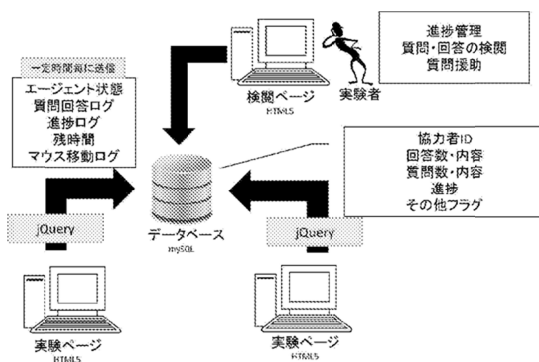 一定時間毎に送信
エージェント状態
質問回答ログ
進捗ログ
残時間
マウス移動ログ
検閲ページ
HTML5
実験者
進捗管理
質問・回答の検閲
質問援助
協力者ID
回答数・内容
質問数・内容
進捗
その他フラグ
jQuery
データベース
mySQL
jQuery
実験ページ
HTML5
実験ページ
HTML5